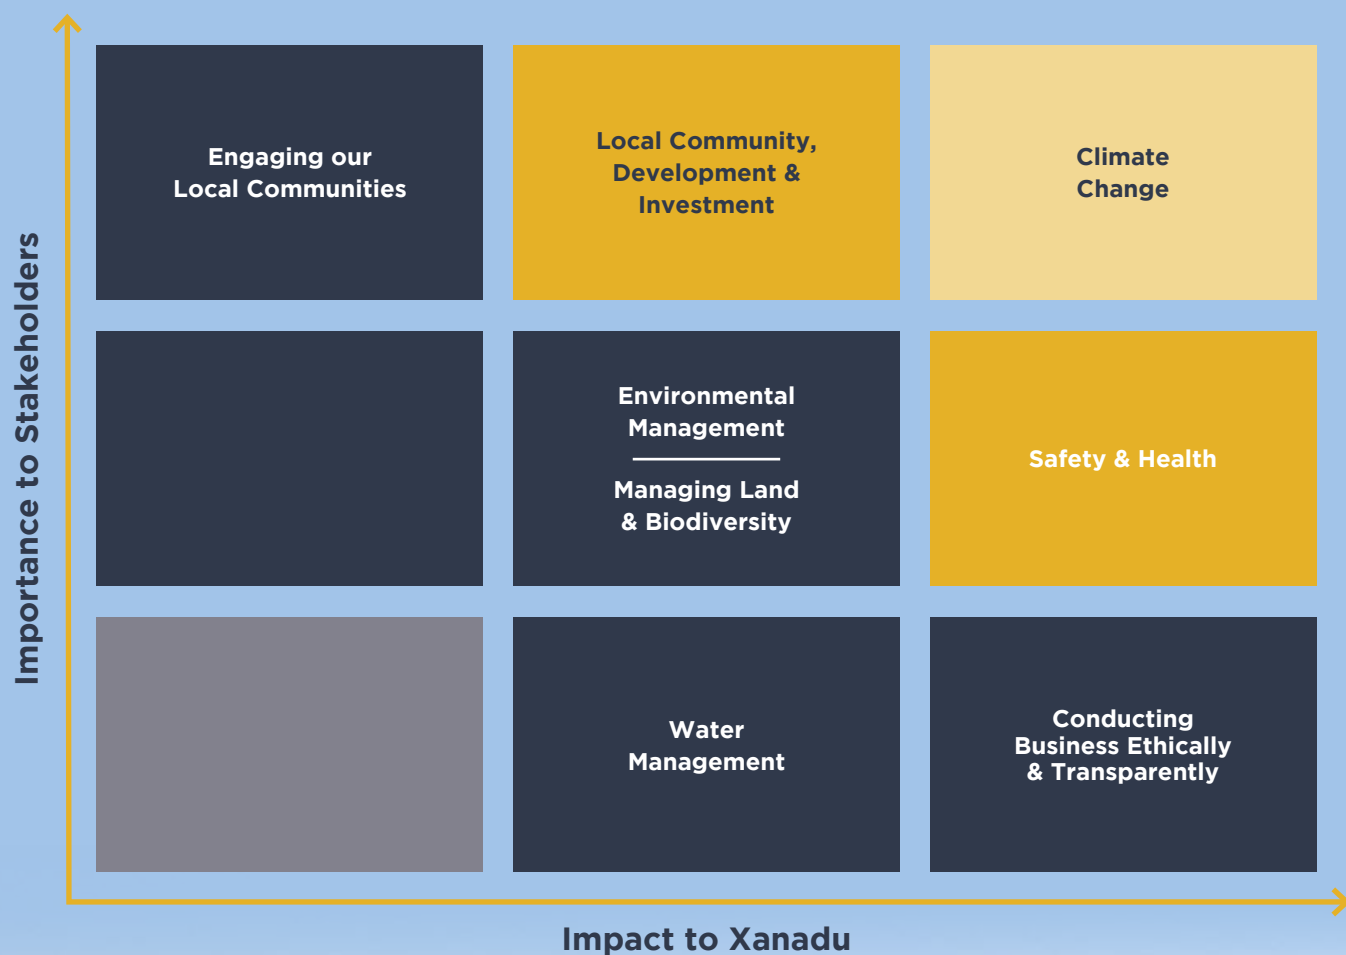 Importance to Stakeholders
Engaging our
Local Communities
Local Community,
Development &
Investment
Climate
Change
Environmental
Management
Managing Land
& Biodiversity
Safety & Health
Water
Management
Conducting
Business Ethically
& Transparently
Impact to Xanadu